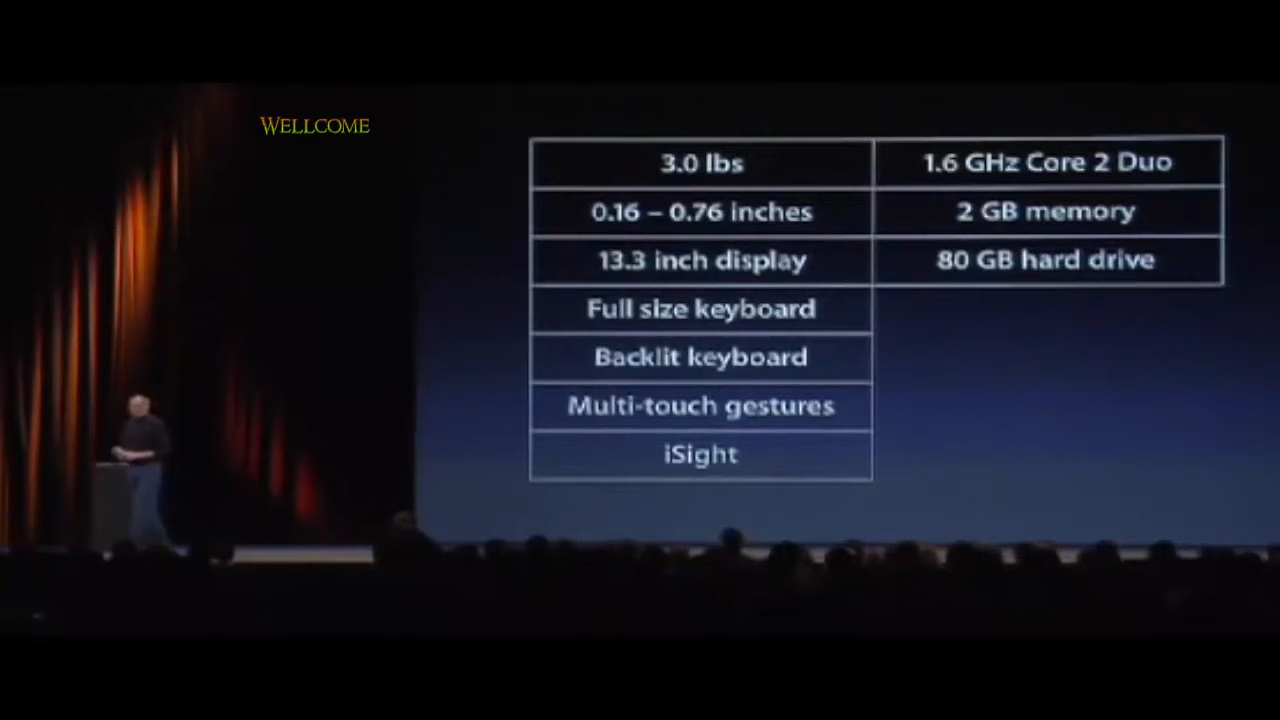 WELLCOME
3.0 lbs 1.6 GHz Core 2 Duo
0.16 – 0.76 inches 2 GB memory
13.3 inch display 80 GB hard drive
Full size keyboard
Backlit keyboard
Multi-touch gestures
iSight